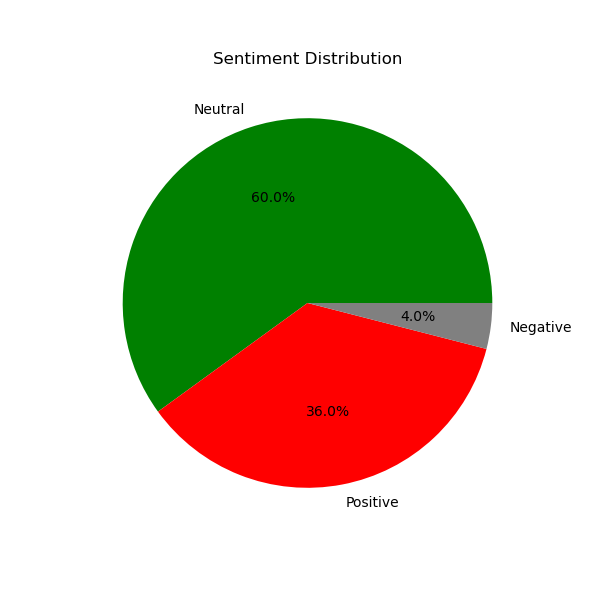 Sentiment Distribution
Neutral
60.0%
4.0%
Negative
36.0%
Positive